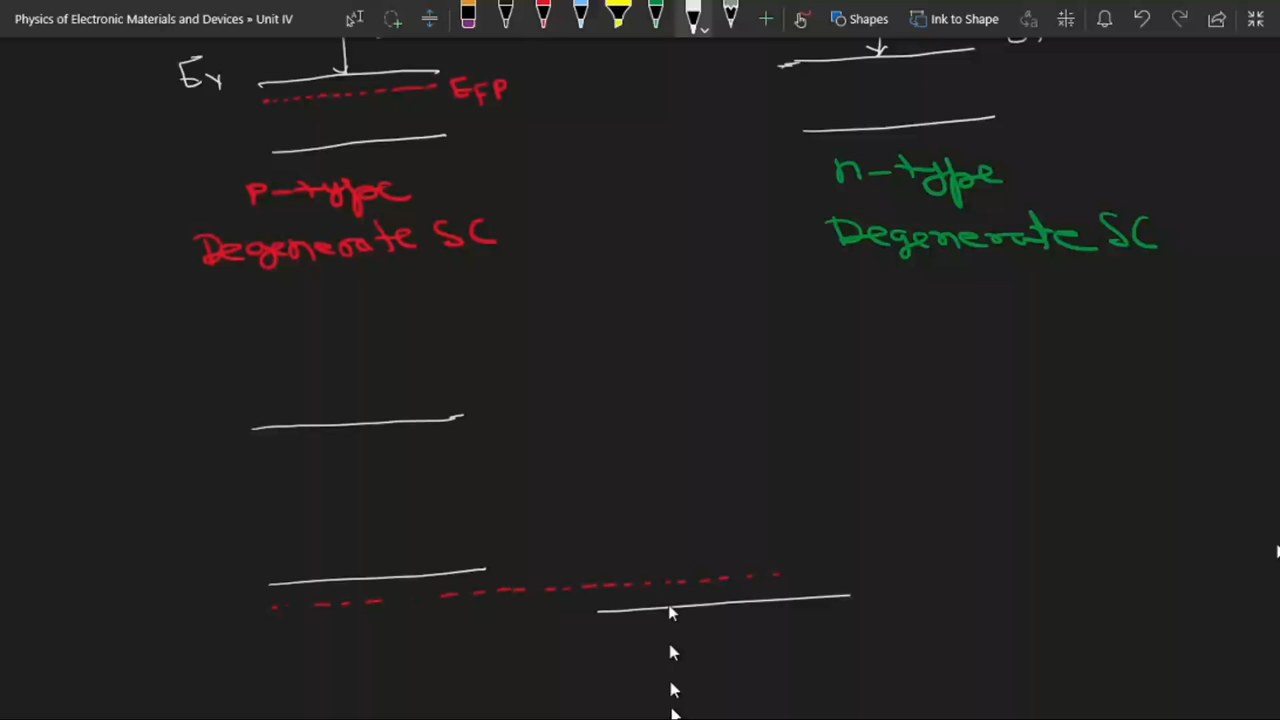 Physics of Electronic Materials and Devices » Unit IV
Shapes
Ink to Shape
Ev
EFP
P-type
Degenerate SC
n-type
Degenerate SC